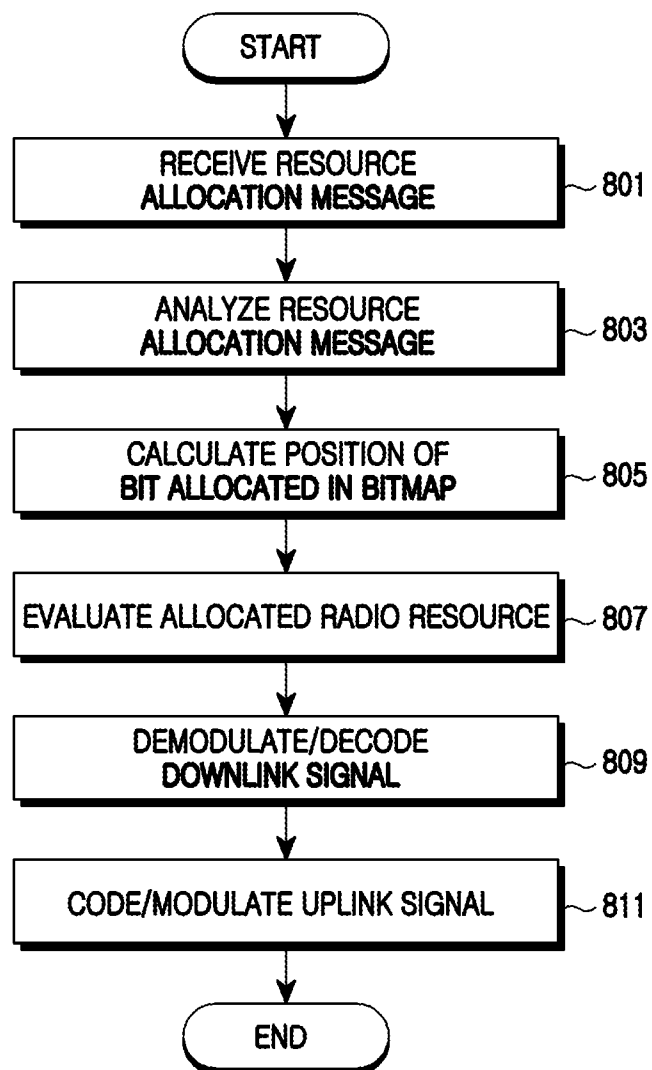 START
RECEIVE RESOURCE
ALLOCATION MESSAGE
801
ANALYZE RESOURCE
ALLOCATION MESSAGE
803
CALCULATE POSITION OF
BIT ALLOCATED IN BITMAP
805
EVALUATE ALLOCATED RADIO RESOURCE
807
DEMODULATE/DECODE
DOWNLINK SIGNAL
809
CODE/MODULATE UPLINK SIGNAL
811
END